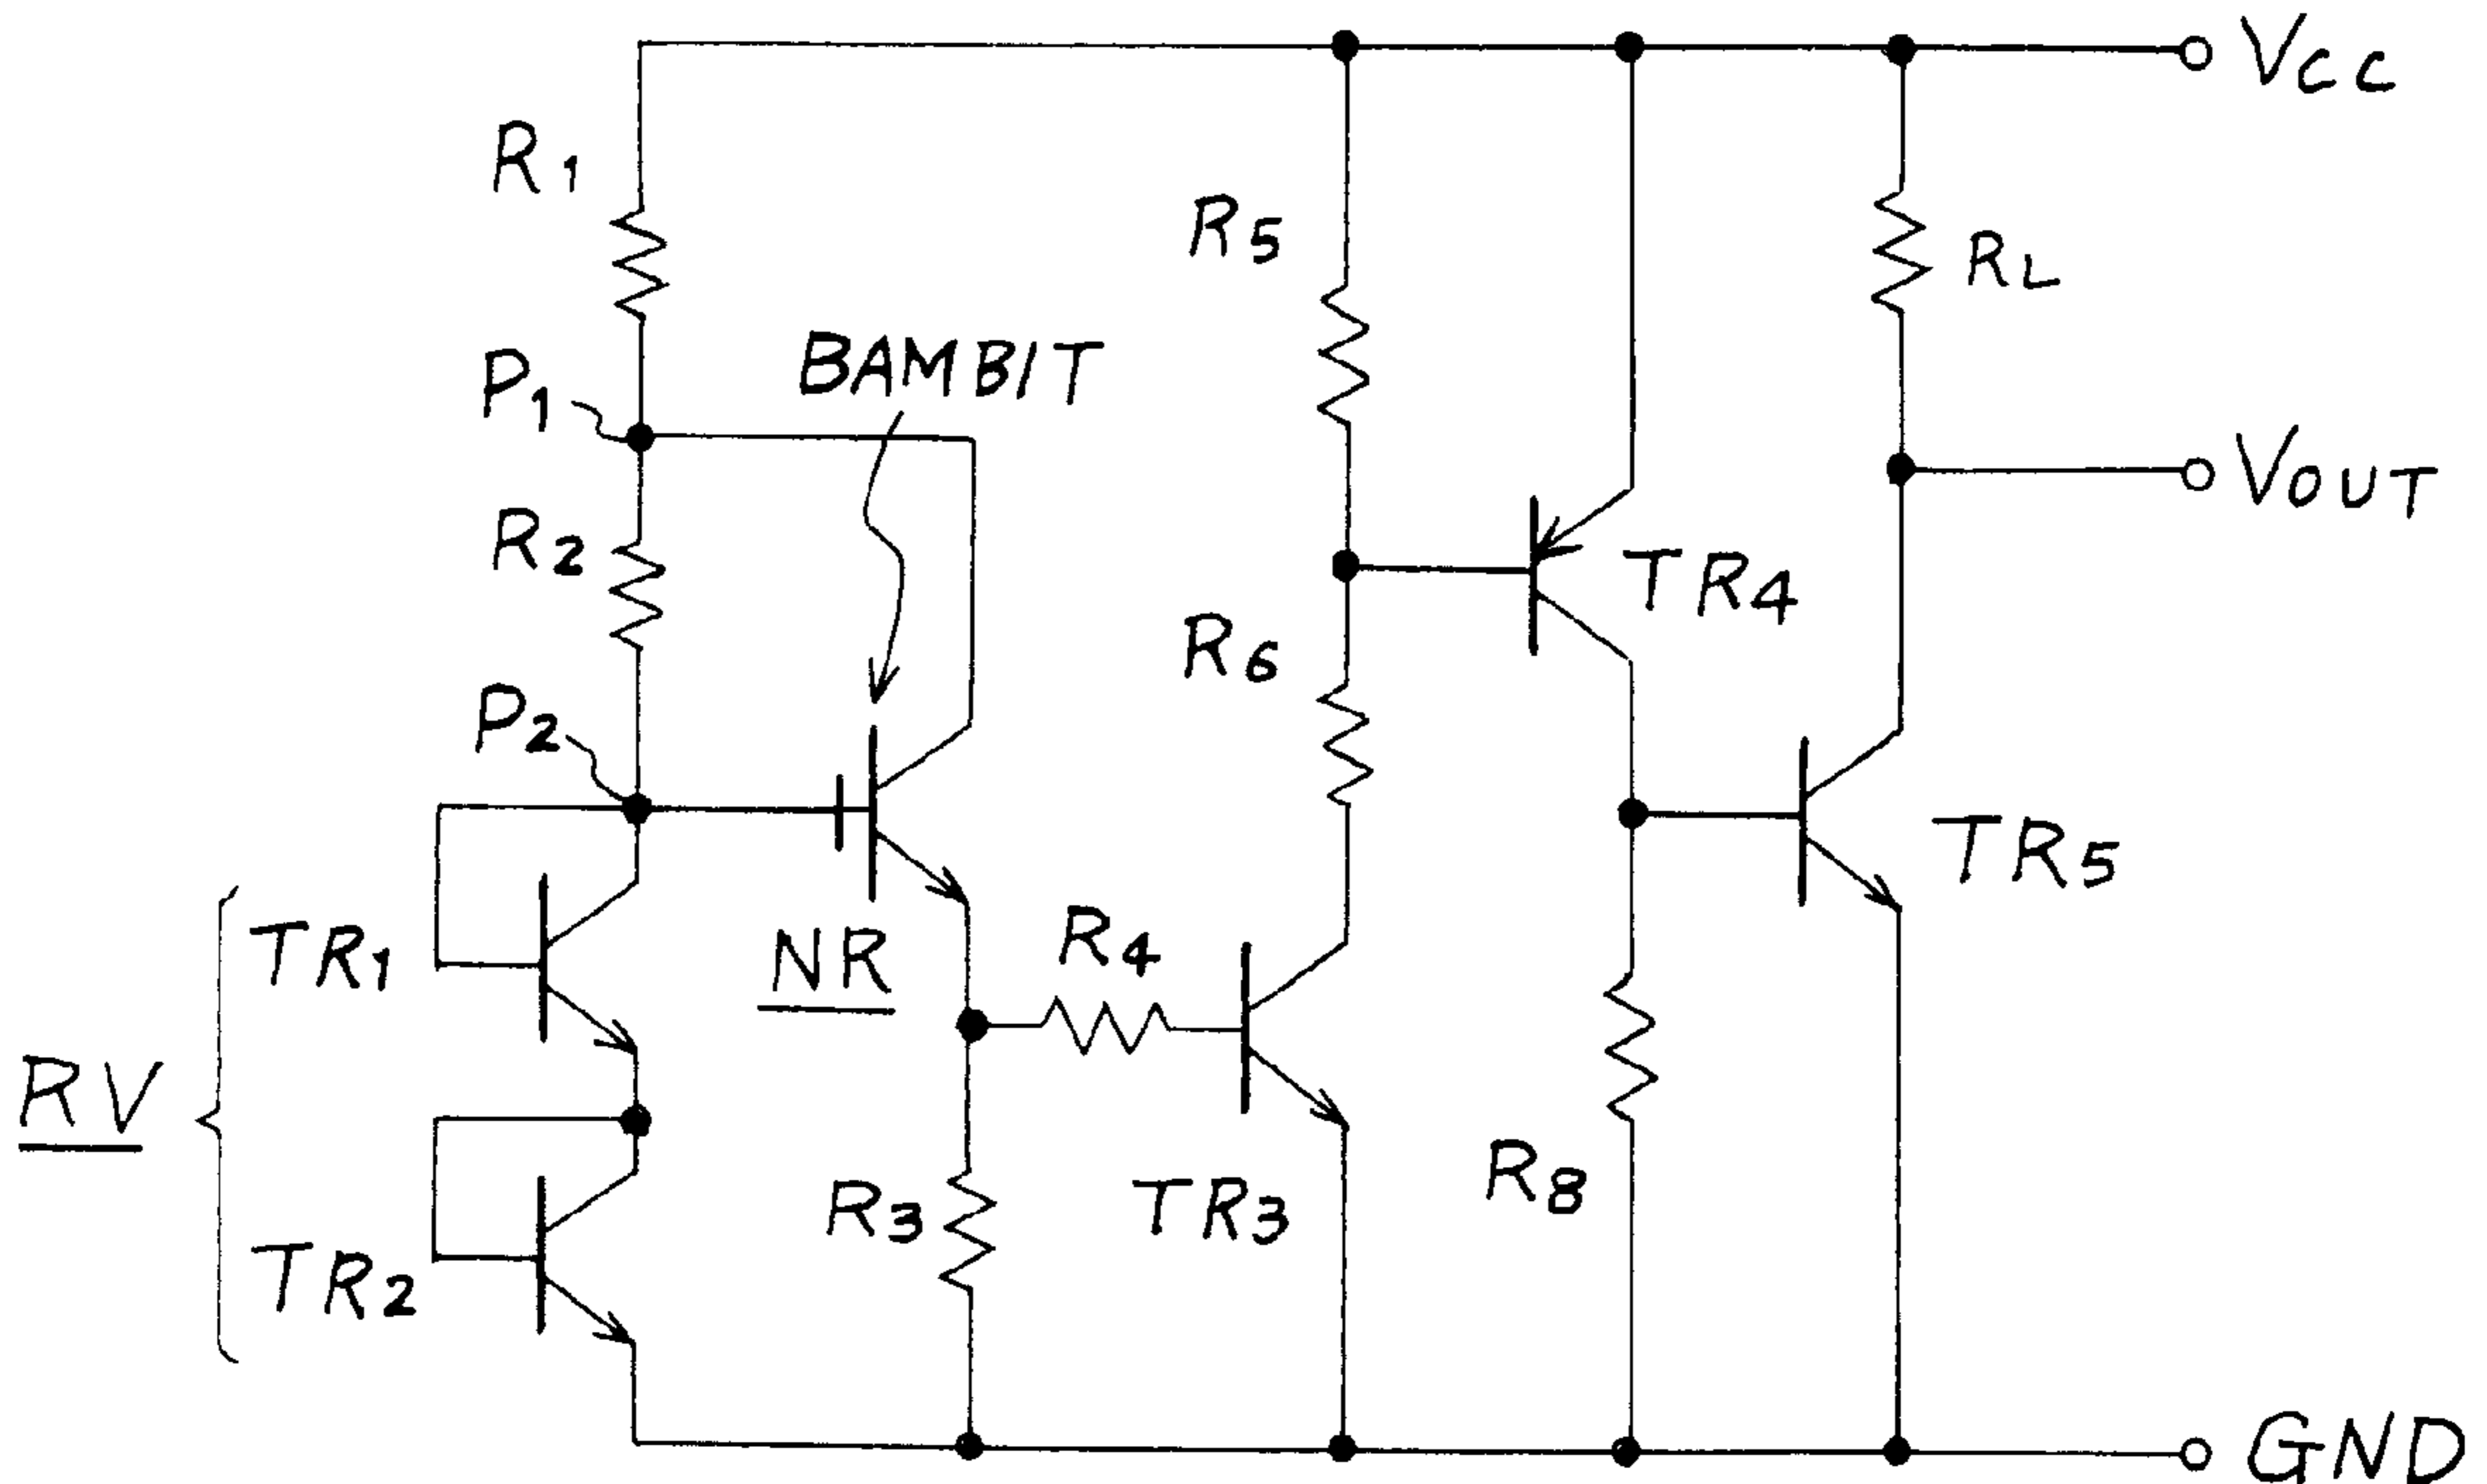 VCC
R1
R5
RL
P1
BAMBIT
VOUT
R2
TR4
R6
P2
TR5
TR1
NR
R4
RV
R3
TR3
R8
TR2
GND